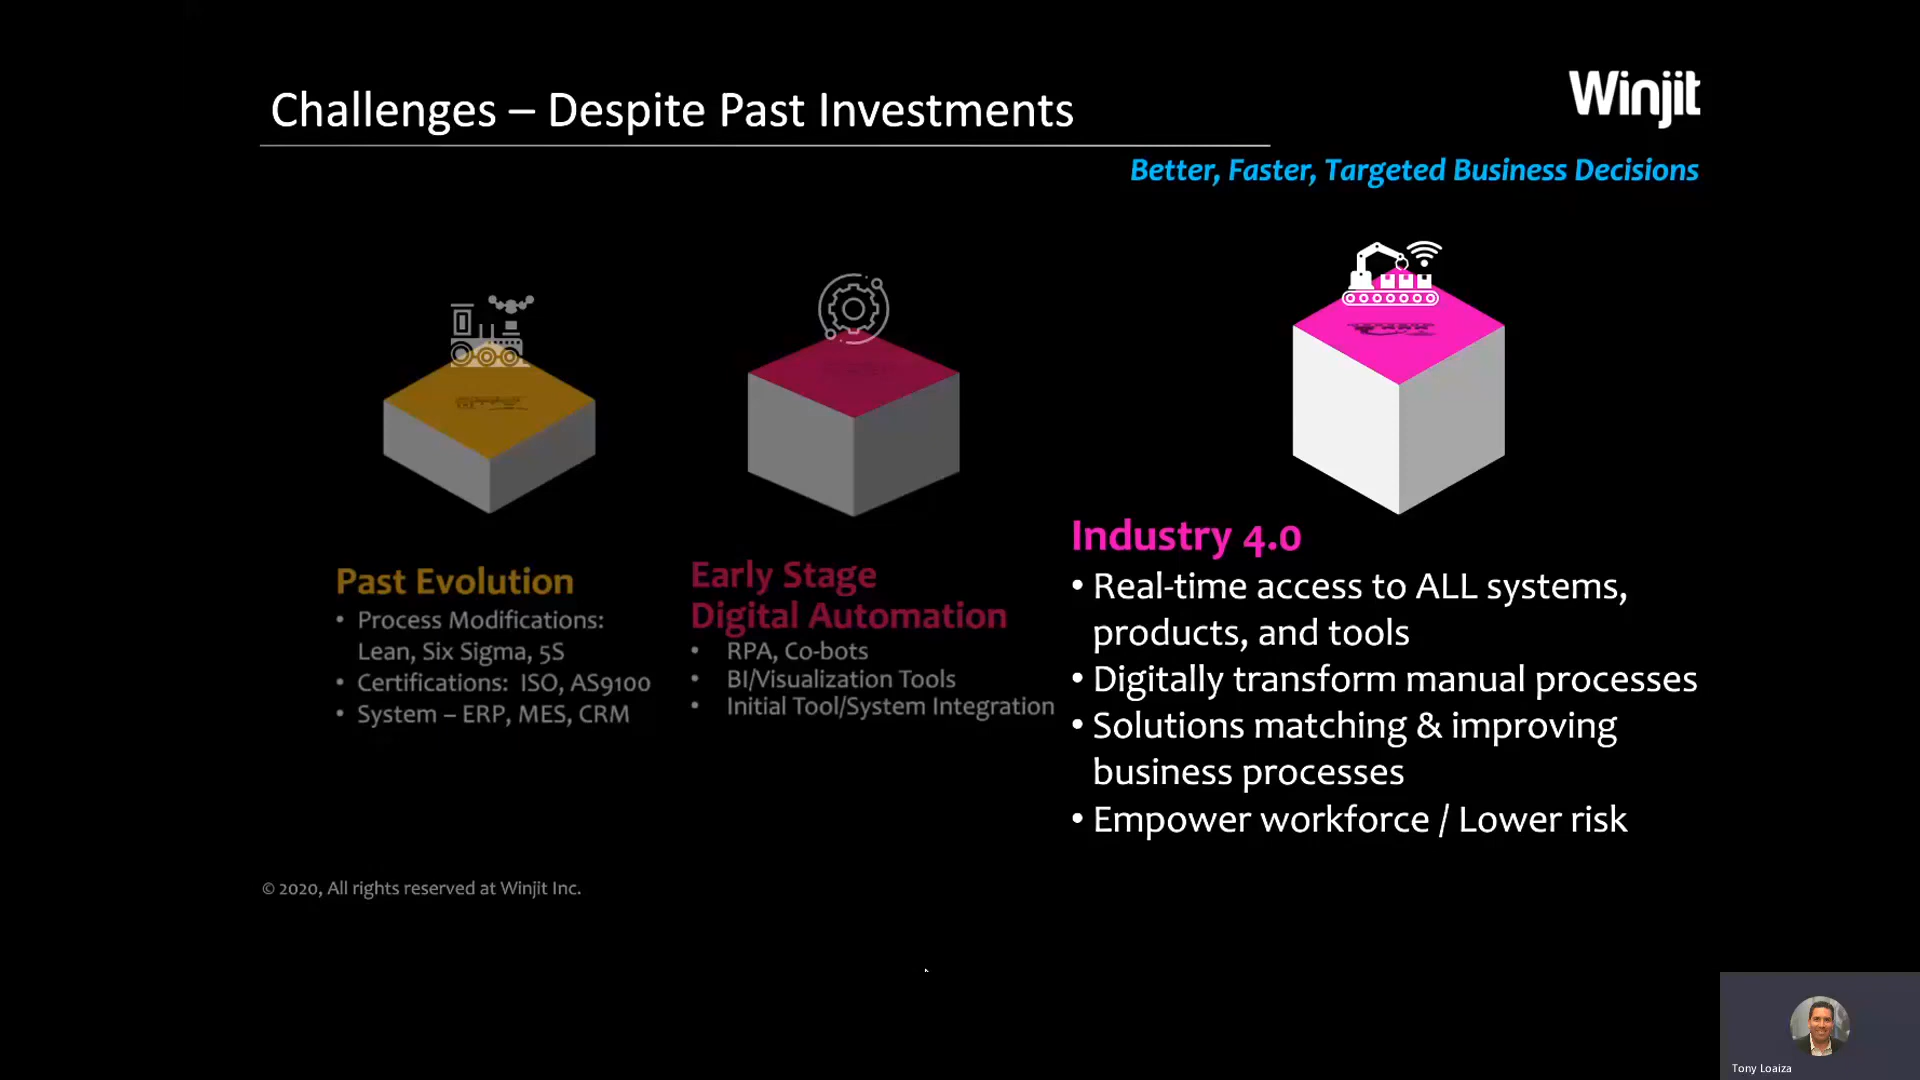 Challenges – Despite Past Investments
Winjit
Better, Faster, Targeted Business Decisions
Past Evolution
• Process Modifications:
Lean, Six Sigma, 5S
• Certifications: ISO, AS9100
• System – ERP, MES, CRM
Early Stage
Digital Automation
• RPA, Co-bots
• BI/Visualization Tools
• Initial Tool/System Integration
Industry 4.0
• Real-time access to ALL systems,
products, and tools
• Digitally transform manual processes
• Solutions matching & improving
business processes
• Empower workforce / Lower risk
© 2020, All rights reserved at Winjit Inc.
Tony Loaiza